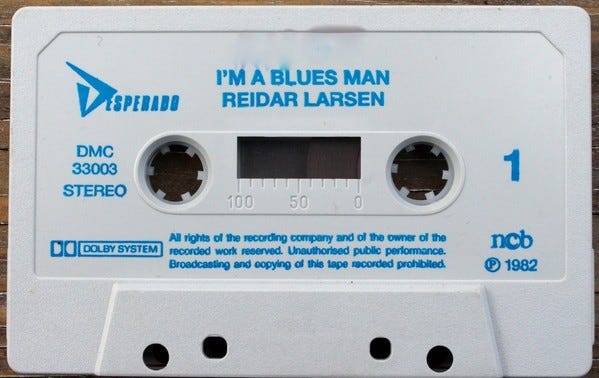 I'M A BLUES MAN
REIDAR LARSEN
DESPERADO
DMC
33003
STEREO
1
100 50 0
DOLBY SYSTEM
All rights of the recording company and of the owner of the
recorded work reserved. Unauthorised public performance.
Broadcasting and copying of this tape recorded prohibited.
ncb
Ⓟ 1982